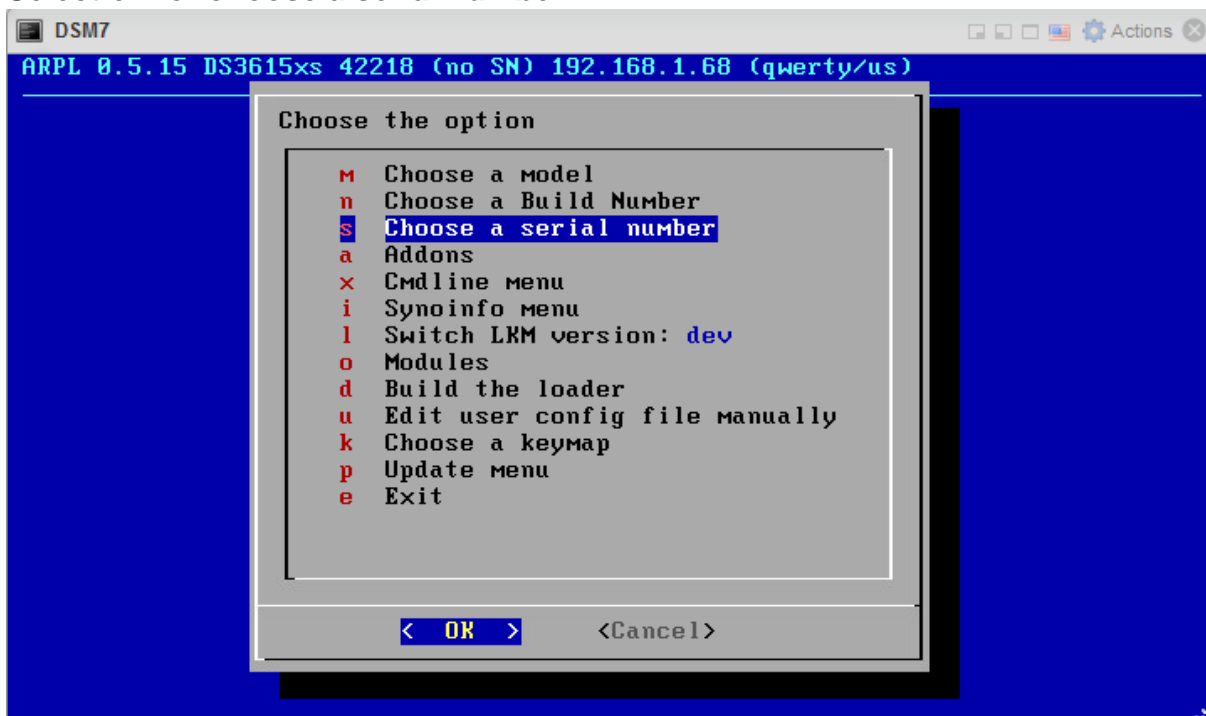 DSM7 Actions
ARPL 0.5.15 DS3615xs 42218 (no SN) 192.168.1.68 (qwerty/us)
Choose the option
m Choose a model
n Choose a Build Number
s Choose a serial number
a Addons
x Cmdline menu
i Synoinfo menu
l Switch LKM version: dev
o Modules
d Build the loader
u Edit user config file manually
k Choose a keymap
p Update menu
e Exit
< OK > <Cancel>